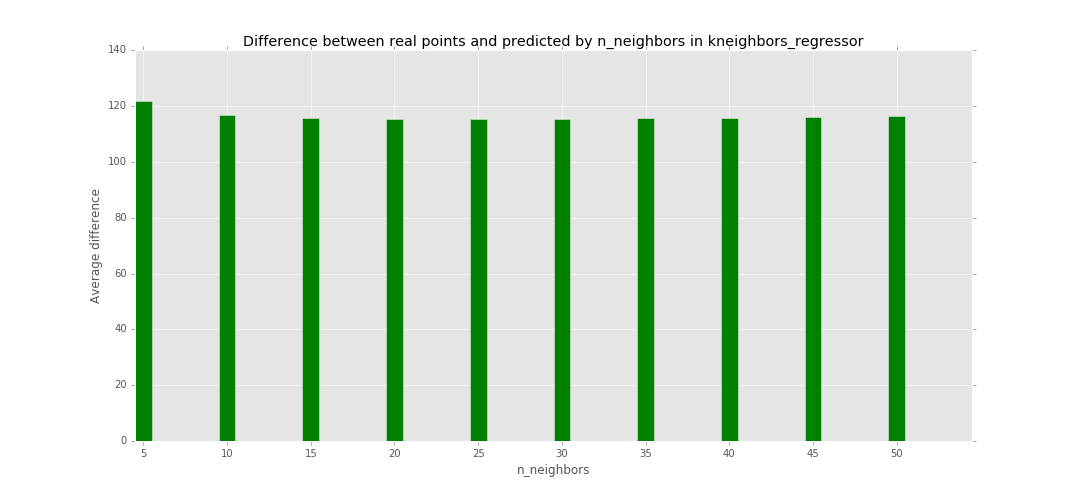 Difference between real points and predicted by n_neighbors in kneighbors_regressor
140
120
100
80
60
40
20
0
Average difference
5 10 15 20 25 30 35 40 45 50
n_neighbors